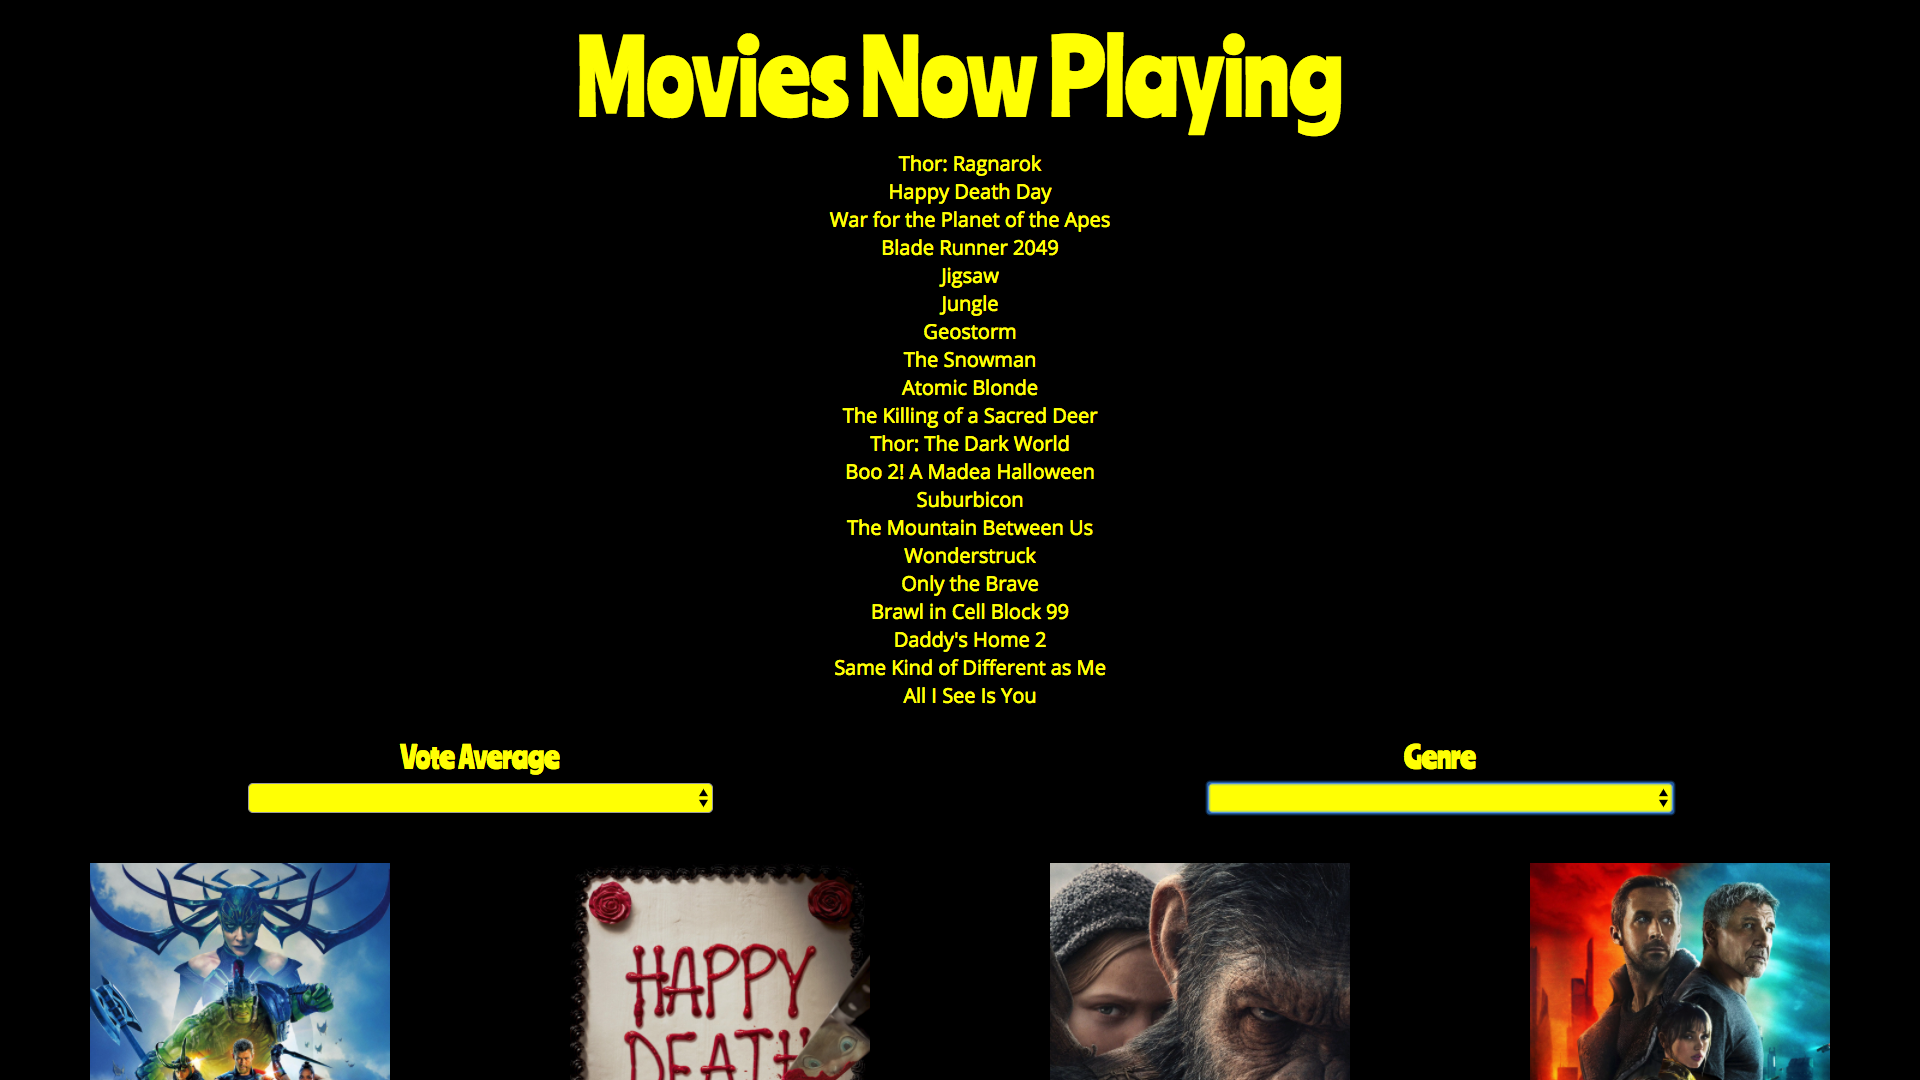 Movies Now Playing
Thor: Ragnarok
Happy Death Day
War for the Planet of the Apes
Blade Runner 2049
Jigsaw
Jungle
Geostorm
The Snowman
Atomic Blonde
The Killing of a Sacred Deer
Thor: The Dark World
Boo 2! A Madea Halloween
Suburbicon
The Mountain Between Us
Wonderstruck
Only the Brave
Brawl in Cell Block 99
Daddy's Home 2
Same Kind of Different as Me
All I See Is You
Vote Average
Genre
HAPPY
DEATH